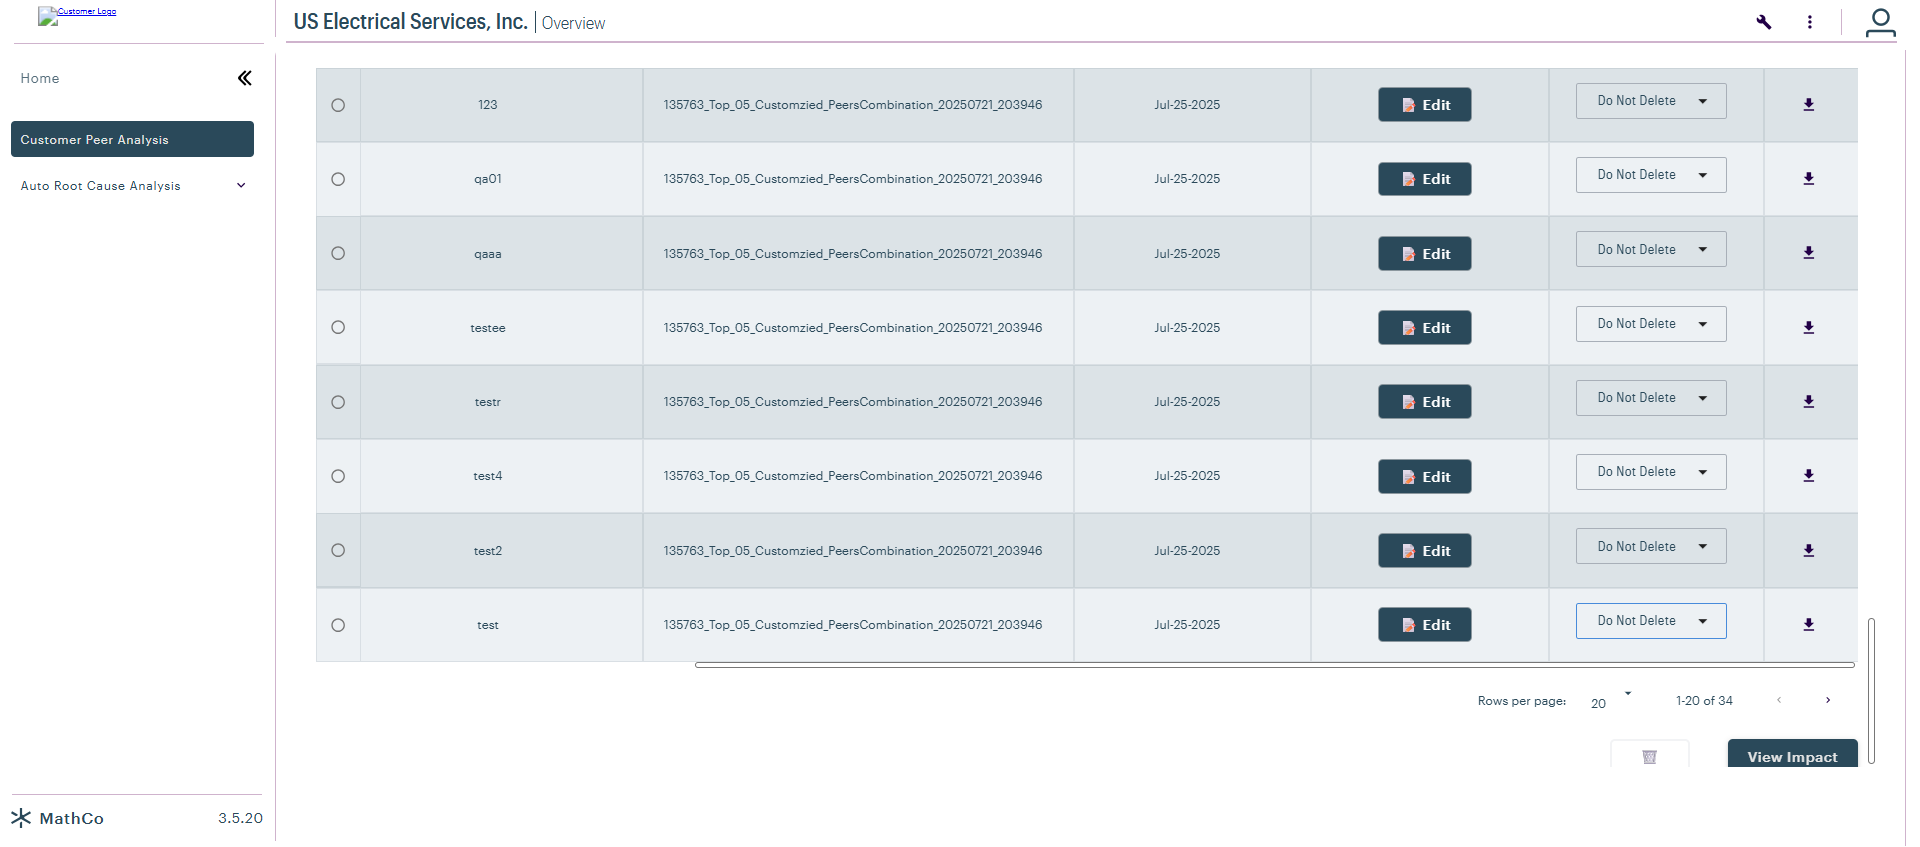 Customer Logo
US Electrical Services, Inc. | Overview
Home
Customer Peer Analysis
Auto Root Cause Analysis
123 135763_Top_05_Customzied_PeersCombination_20250721_203946 Jul-25-2025 Edit Do Not Delete
qa01 135763_Top_05_Customzied_PeersCombination_20250721_203946 Jul-25-2025 Edit Do Not Delete
qaaa 135763_Top_05_Customzied_PeersCombination_20250721_203946 Jul-25-2025 Edit Do Not Delete
testee 135763_Top_05_Customzied_PeersCombination_20250721_203946 Jul-25-2025 Edit Do Not Delete
testr 135763_Top_05_Customzied_PeersCombination_20250721_203946 Jul-25-2025 Edit Do Not Delete
test4 135763_Top_05_Customzied_PeersCombination_20250721_203946 Jul-25-2025 Edit Do Not Delete
test2 135763_Top_05_Customzied_PeersCombination_20250721_203946 Jul-25-2025 Edit Do Not Delete
test 135763_Top_05_Customzied_PeersCombination_20250721_203946 Jul-25-2025 Edit Do Not Delete
Rows per page: 20 1-20 of 34
View Impact
MathCo 3.5.20